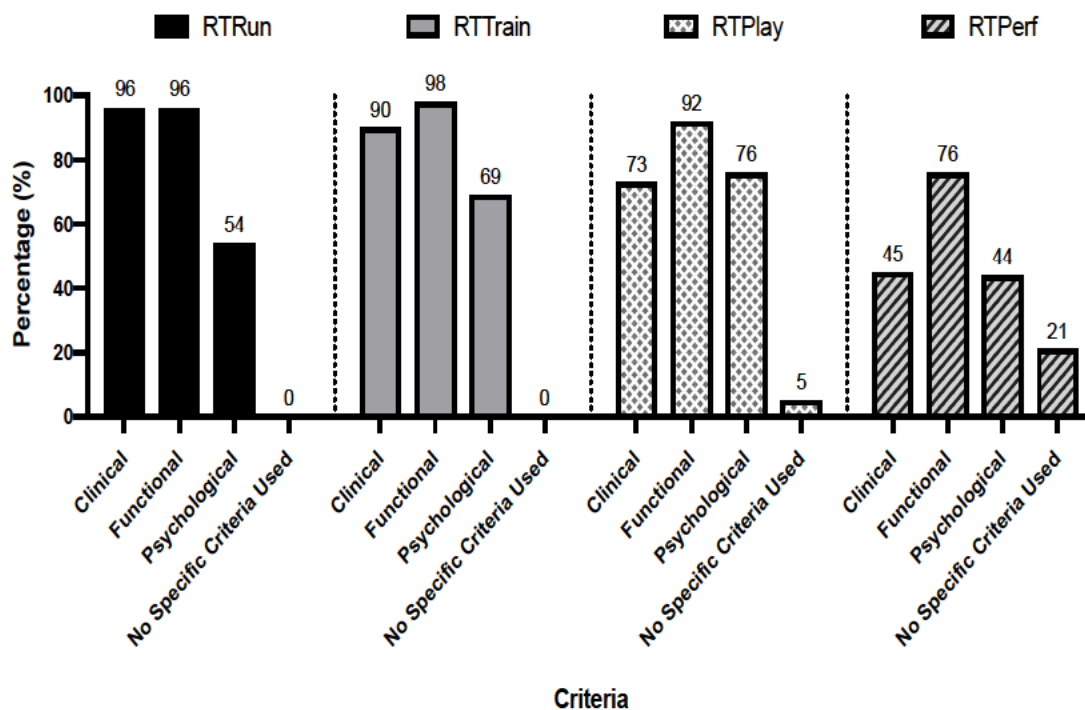 RTRun RTTrain RTPlay RTPerf
Percentage (%)
100
80
60
40
20
0
96 96 54 0
90 98 69 0
73 92 76 5
45 76 44 21
Clinical Functional Psychological No Specific Criteria Used
Clinical Functional Psychological No Specific Criteria Used
Clinical Functional Psychological No Specific Criteria Used
Clinical Functional Psychological No Specific Criteria Used
Criteria